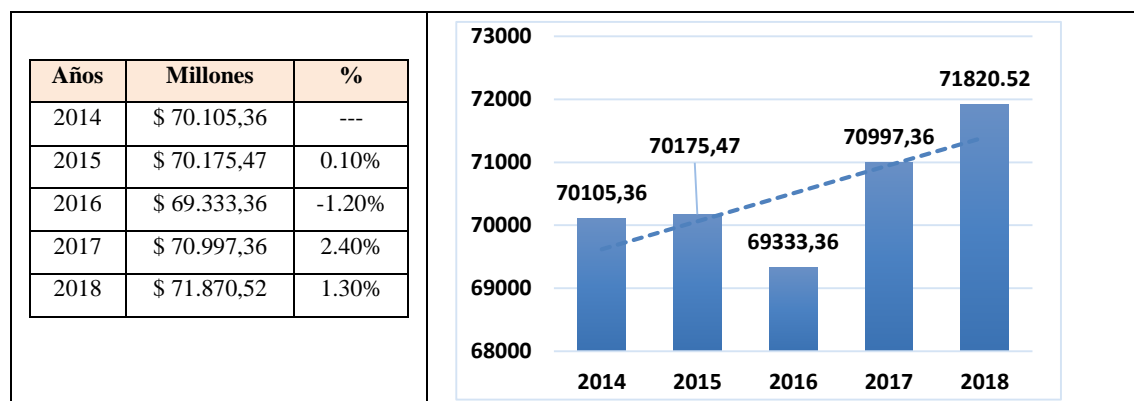 Años Millones %
2014 $ 70.105,36 ---
2015 $ 70.175,47 0.10%
2016 $ 69.333,36 -1.20%
2017 $ 70.997,36 2.40%
2018 $ 71.870,52 1.30%
73000
72000
71000
70000
69000
68000
70105,36
70175,47
69333,36
70997,36
71820.52
2014 2015 2016 2017 2018